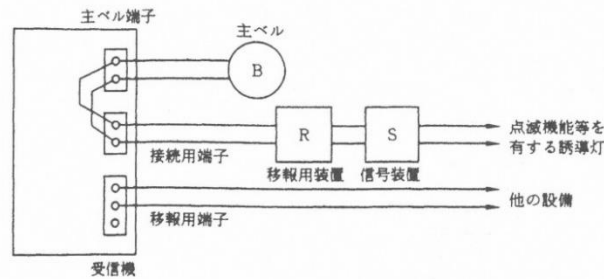 主ベル端子
主ベル
B
R
S
点滅機能等を
有する誘導灯
接続用端子
移報用装置
信号装置
他の設備
移報用端子
受信機